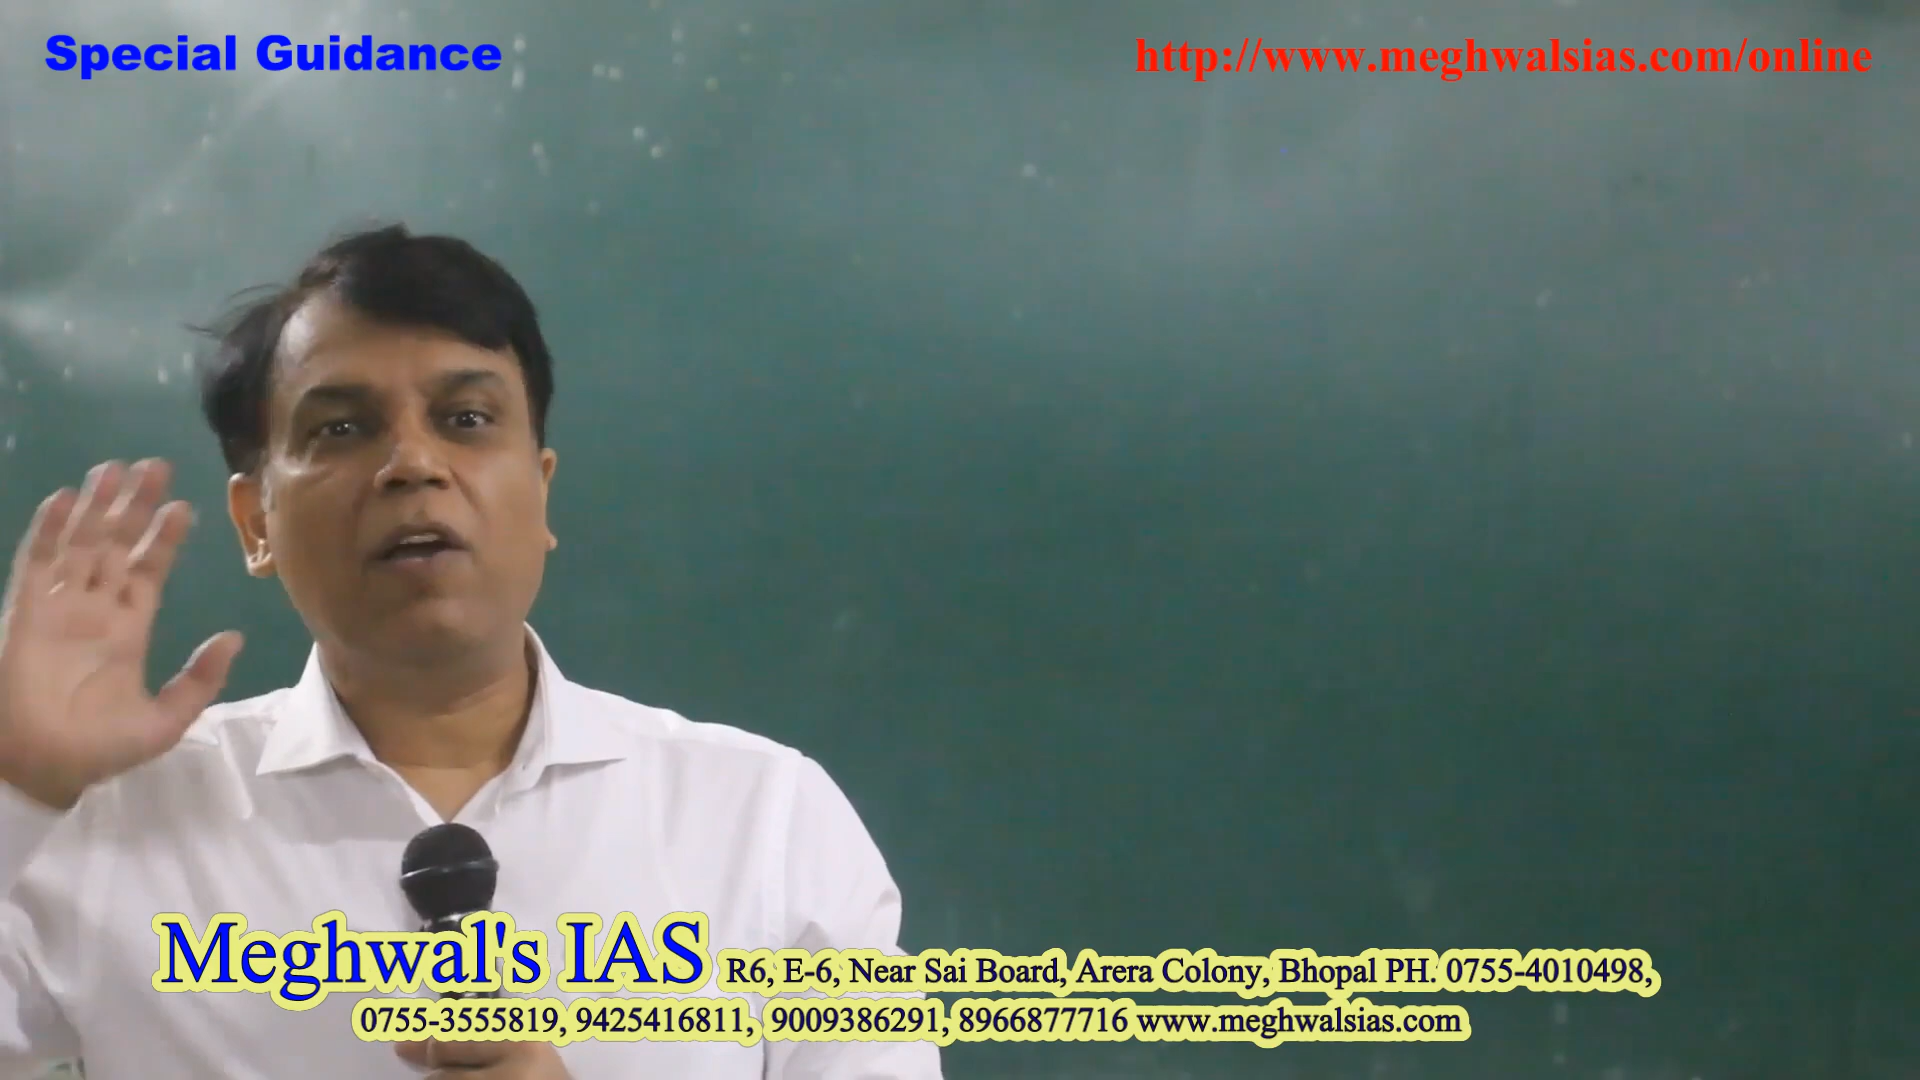 Special Guidance
http://www.meghwalsias.com/online
Meghwal's IAS R6, E-6, Near Sai Board, Arera Colony, Bhopal PH. 0755-4010498,
0755-3555819, 9425416811, 9009386291, 8966877716 www.meghwalsias.com